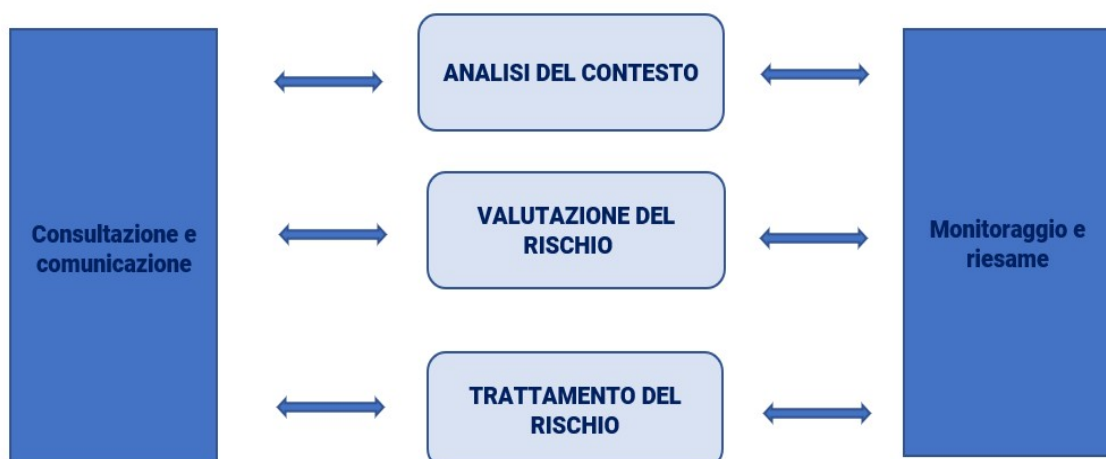 ANALISI DEL CONTESTO
Consultazione e
comunicazione
VALUTAZIONE DEL
RISCHIO
Monitoraggio e
riesame
TRATTAMENTO DEL
RISCHIO